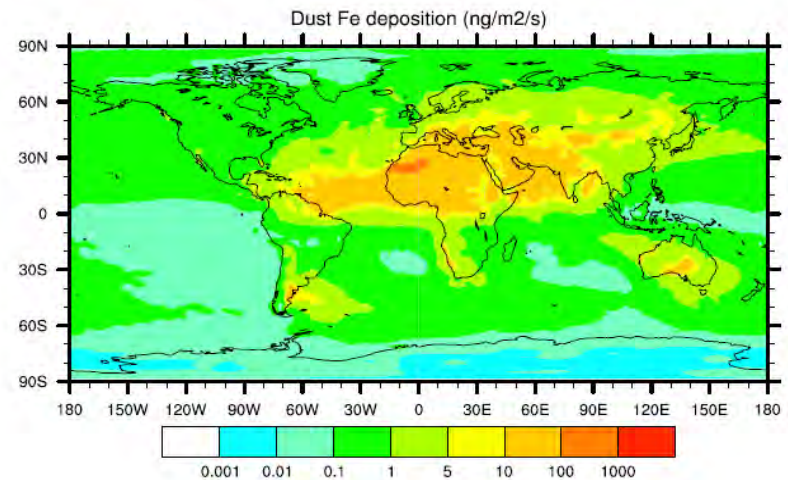 Dust Fe deposition (ng/m2/s)
90N
60N
30N
0
30S
60S
90S
180 150W 120W 90W 60W 30W 0 30E 60E 90E 120E 150E 180
0.001 0.01 0.1 1 5 10 100 1000